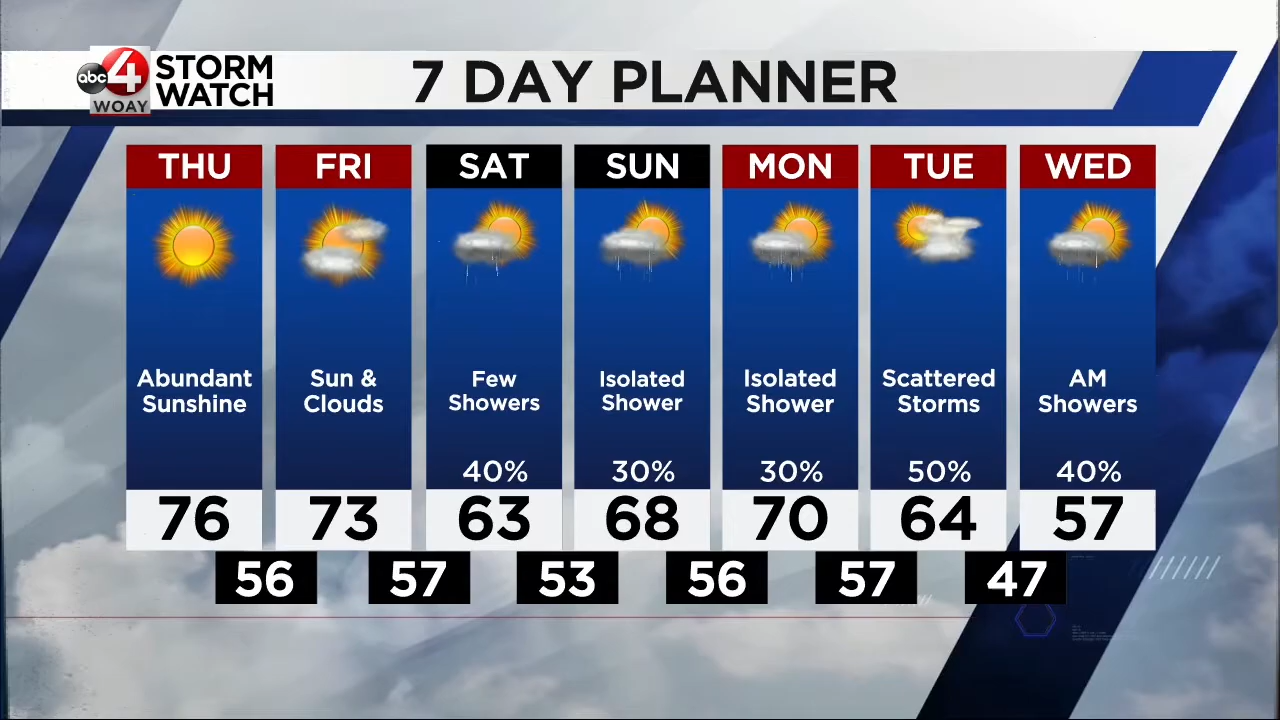 abc 4
WOAY
STORM
WATCH
7 DAY PLANNER
THU
Abundant
Sunshine
76
FRI
Sun &
Clouds
73
SAT
Few
Showers
40%
63
SUN
Isolated
Shower
30%
68
MON
Isolated
Shower
30%
70
TUE
Scattered
Storms
50%
64
WED
AM
Showers
40%
57
56
57
53
56
57
47